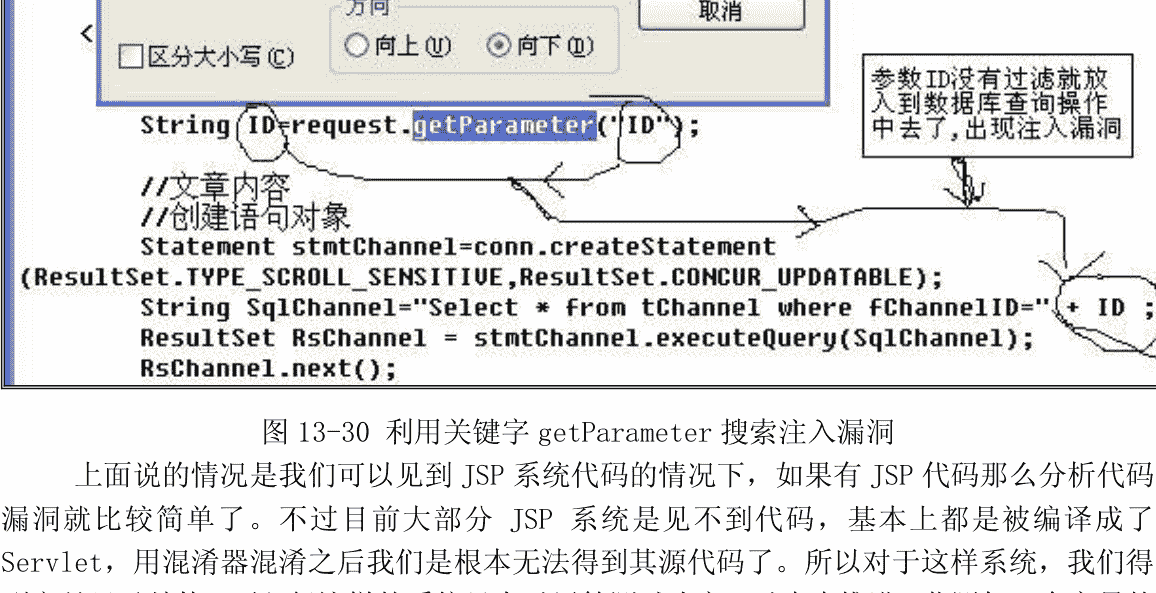 方向
取消
<
区分大小写(C)
向上(U)
向下(D)
参数ID没有过滤就放
入到数据库查询操作
中去了,出现注入漏洞
String ID=request.getParameter("ID");
//文章内容
//创建语句对象
Statement stmtChannel=conn.createStatement
(ResultSet.TYPE_SCROLL_SENSITIVE,ResultSet.CONCUR_UPDATABLE);
String SqlChannel="Select * from tChannel where fChannelID=" + ID ;
ResultSet RsChannel = stmtChannel.executeQuery(SqlChannel);
RsChannel.next();
图 13-30 利用关键字 getParameter 搜索注入漏洞
上面说的情况是我们可以见到 JSP 系统代码的情况下，如果有 JSP 代码那么分析代码
漏洞就比较简单了。不过目前大部分 JSP 系统是见不到代码，基本上都是被编译成了
Servlet，用混淆器混淆之后我们是根本无法得到其源代码了。所以对于这样系统，我们得